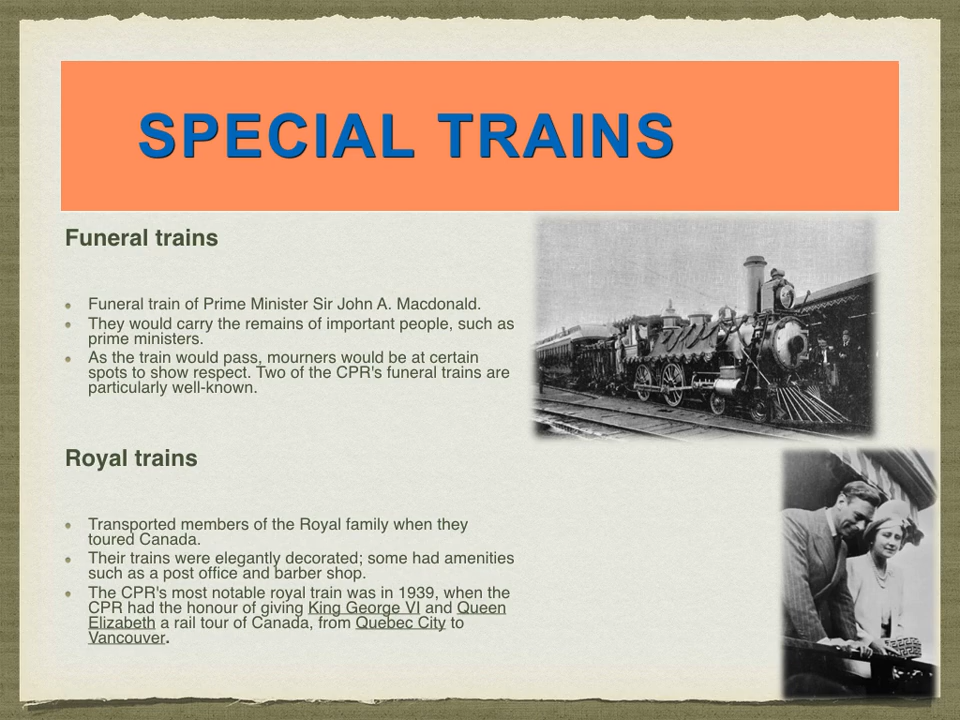 SPECIAL TRAINS
Funeral trains
Funeral train of Prime Minister Sir John A. Macdonald.
They would carry the remains of important people, such as
prime ministers.
As the train would pass, mourners would be at certain
spots to show respect. Two of the CPR's funeral trains are
particularly well-known.
Royal trains
Transported members of the Royal family when they
toured Canada.
Their trains were elegantly decorated; some had amenities
such as a post office and barber shop.
The CPR's most notable royal train was in 1939, when the
CPR had the honour of giving King George VI and Queen
Elizabeth a rail tour of Canada, from Quebec City to
Vancouver.